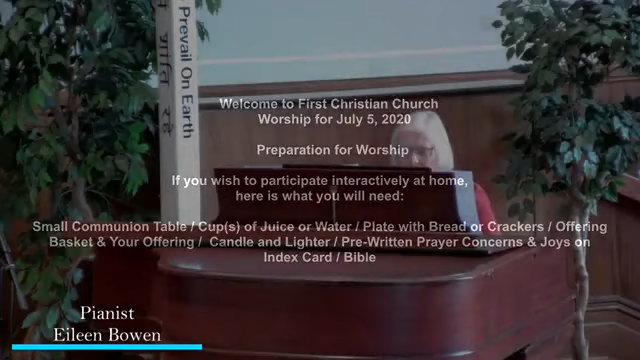 Prevail On Earth
शान्ति रहे
Welcome to First Christian Church
Worship for July 5, 2020
Preparation for Worship
If you wish to participate interactively at home,
here is what you will need:
Small Communion Table / Cup(s) of Juice or Water / Plate with Bread or Crackers / Offering
Basket & Your Offering / Candle and Lighter / Pre-Written Prayer Concerns & Joys on
Index Card / Bible
Pianist
Eileen Bowen